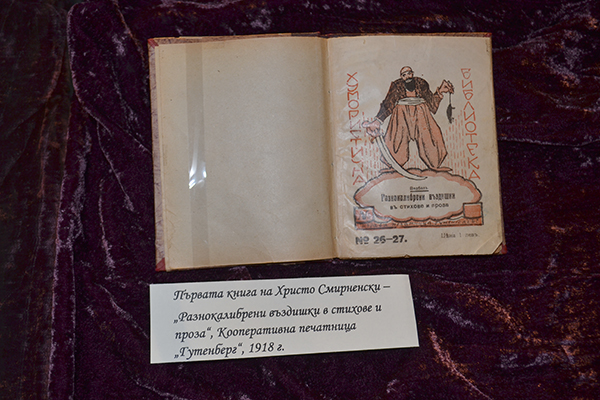 ХУМОРИСТИЧНА
БИБЛИОТЕКА
Разнокалибрени въздишки
въ стихове и проза
№ 26–27.
Първата книга на Христо Смирненски –
„Разнокалибрени въздишки в стихове и
проза“, Кооперативна печатница
„Гутенберг“, 1918 г.